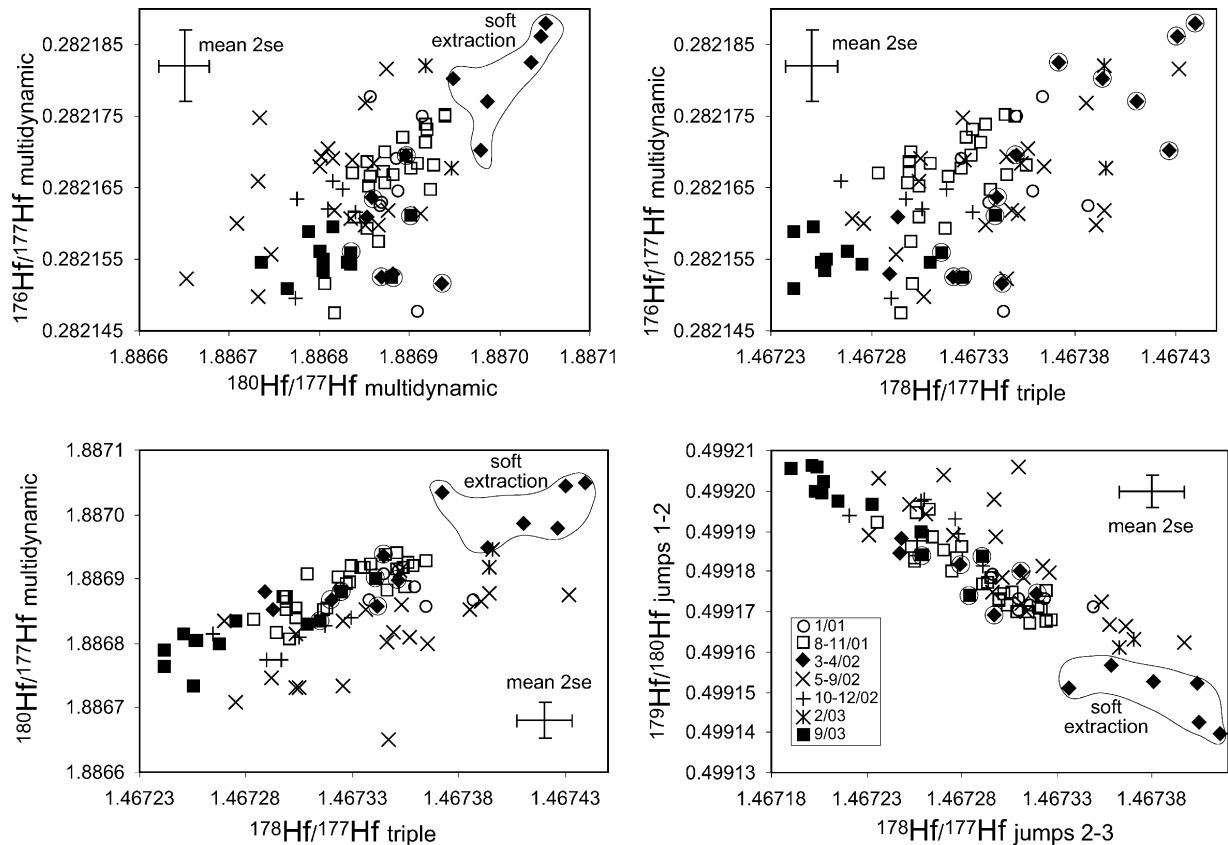 0.282185
0.282175
0.282165
0.282155
0.282145
176Hf/177Hf multidynamic
mean 2se
soft
extraction
1.8866
1.8867
1.8868
1.8869
1.8870
1.8871
180Hf/177Hf multidynamic
0.282185
0.282175
0.282165
0.282155
0.282145
176Hf/177Hf multidynamic
mean 2se
1.46723
1.46728
1.46733
1.46738
1.46743
178Hf/177Hf triple
1.8871
1.8870
1.8869
1.8868
1.8867
1.8866
180Hf/177Hf multidynamic
soft
extraction
mean 2se
1.46723
1.46728
1.46733
1.46738
1.46743
178Hf/177Hf triple
0.49921
0.49920
0.49919
0.49918
0.49917
0.49916
0.49915
0.49914
0.49913
179Hf/180Hf jumps 1-2
mean 2se
1/01
8-11/01
3-4/02
5-9/02
10-12/02
2/03
9/03
soft
extraction
1.46718
1.46723
1.46728
1.46733
1.46738
178Hf/177Hf jumps 2-3